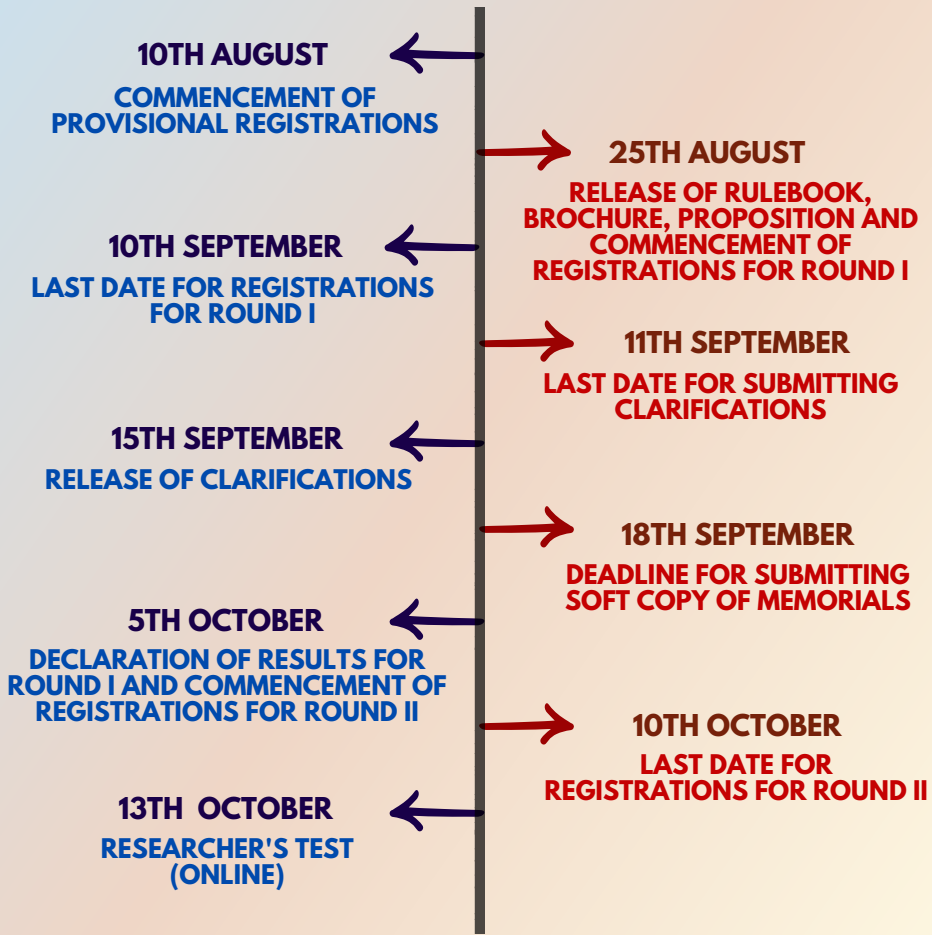 10TH AUGUST
COMMENCEMENT OF
PROVISIONAL REGISTRATIONS
25TH AUGUST
RELEASE OF RULEBOOK,
BROCHURE, PROPOSITION AND
COMMENCEMENT OF
REGISTRATIONS FOR ROUND I
10TH SEPTEMBER
LAST DATE FOR REGISTRATIONS
FOR ROUND I
11TH SEPTEMBER
LAST DATE FOR SUBMITTING
CLARIFICATIONS
15TH SEPTEMBER
RELEASE OF CLARIFICATIONS
18TH SEPTEMBER
DEADLINE FOR SUBMITTING
SOFT COPY OF MEMORIALS
5TH OCTOBER
DECLARATION OF RESULTS FOR
ROUND I AND COMMENCEMENT OF
REGISTRATIONS FOR ROUND II
10TH OCTOBER
LAST DATE FOR
REGISTRATIONS FOR ROUND II
13TH OCTOBER
RESEARCHER'S TEST
(ONLINE)